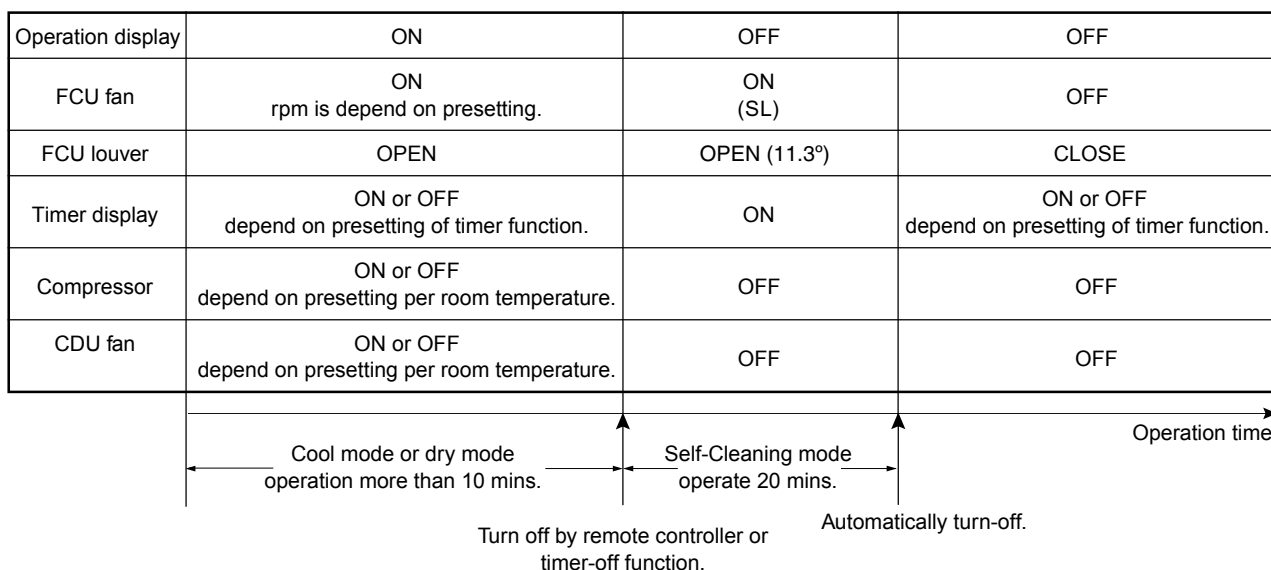 Operation display ON OFF OFF
FCU fan ON ON OFF
rpm is depend on presetting. (SL)
FCU louver OPEN OPEN (11.3º) CLOSE
Timer display ON or OFF ON ON or OFF
depend on presetting of timer function. depend on presetting of timer function.
Compressor ON or OFF OFF OFF
depend on presetting per room temperature.
CDU fan ON or OFF OFF OFF
depend on presetting per room temperature.
Operation time
Cool mode or dry mode Self-Cleaning mode
operation more than 10 mins. operate 20 mins.
Automatically turn-off.
Turn off by remote controller or
timer-off function.